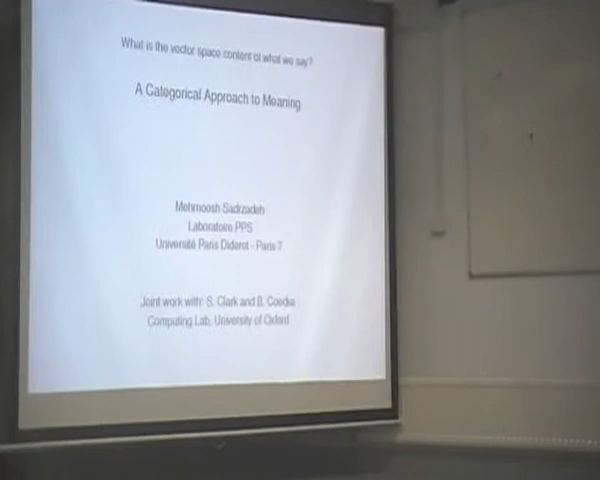 What is the vector space content of what we say?
A Categorical Approach to Meaning
Mehrnoosh Sadrzadeh
Laboratoire PPS
Université Paris Diderot - Paris 7
Joint work with: S. Clark and B. Coecke
Computing Lab, University of Oxford